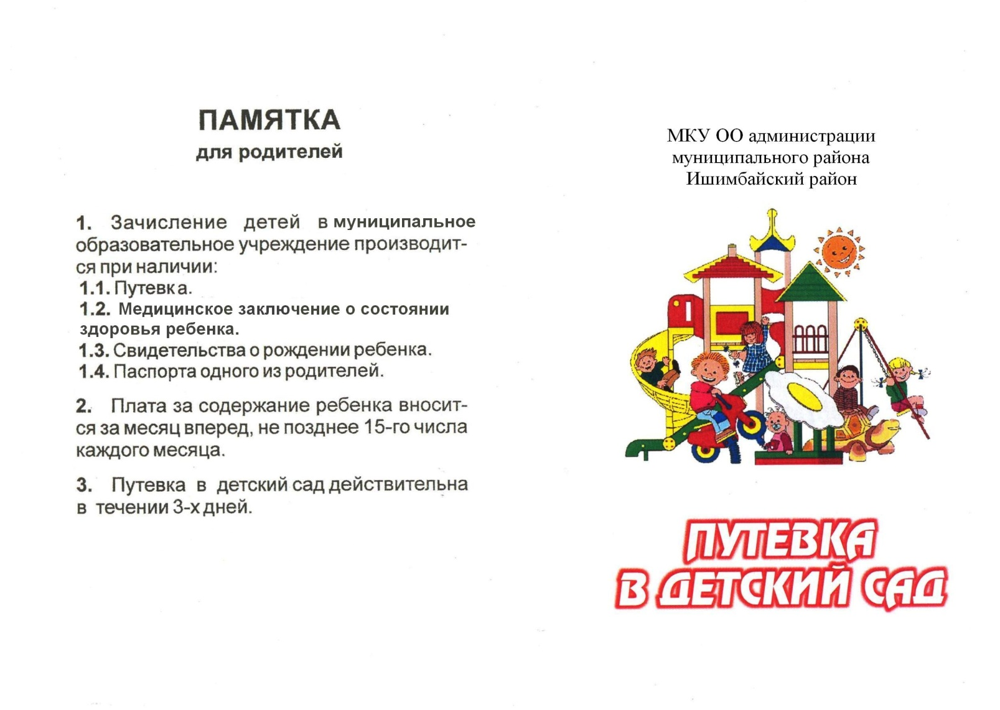 ПАМЯТКА
для родителей
1. Зачисление детей в муниципальное
образовательное учреждение производит-
ся при наличии:
1.1. Путевка.
1.2. Медицинское заключение о состоянии
здоровья ребенка.
1.3. Свидетельства о рождении ребенка.
1.4. Паспорта одного из родителей.
2. Плата за содержание ребенка вносит-
ся за месяц вперед, не позднее 15-го числа
каждого месяца.
3. Путевка в детский сад действительна
в течении 3-х дней.
МКУ ОО администрации
муниципального района
Ишимбайский район
ПУТЕВКА
В ДЕТСКИЙ САД